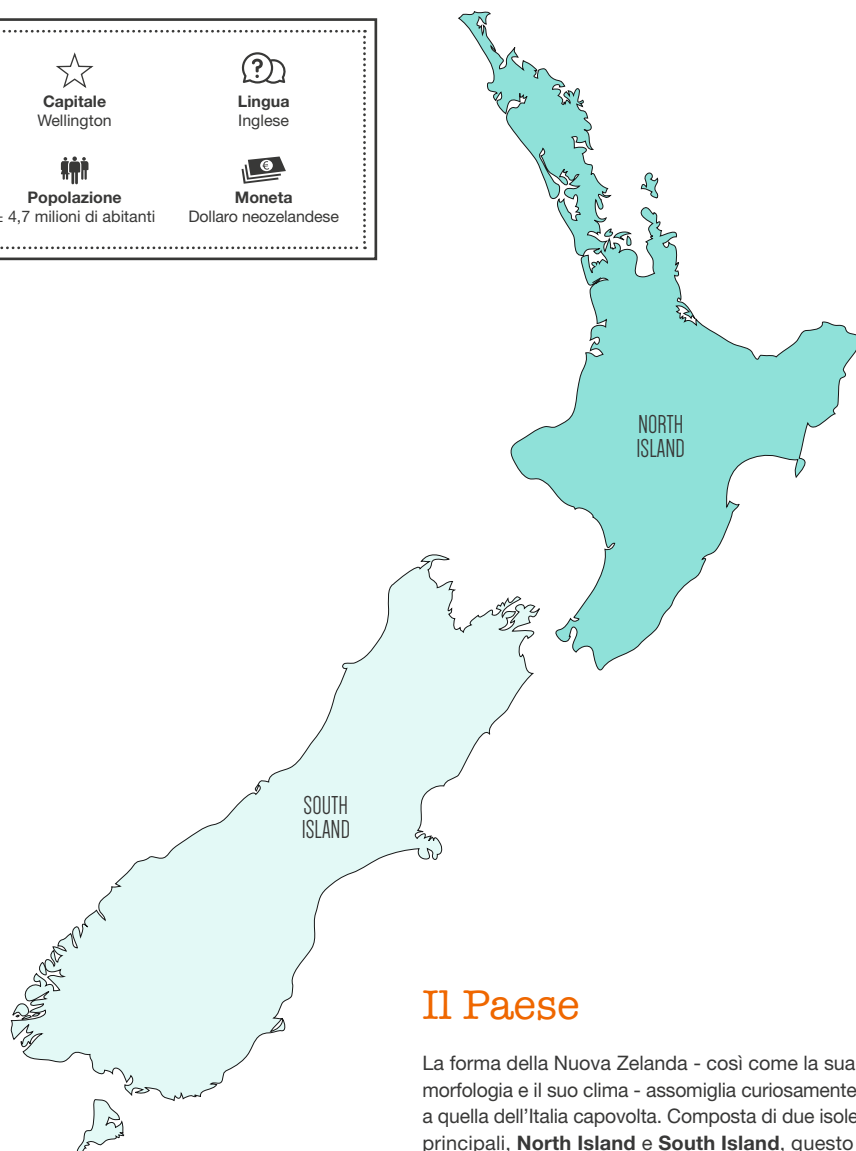 Capitale
Wellington
Lingua
Inglese
Popolazione
± 4,7 milioni di abitanti
Moneta
Dollaro neozelandese
NORTH
ISLAND
SOUTH
ISLAND
Il Paese
La forma della Nuova Zelanda - così come la sua
morfologia e il suo clima - assomiglia curiosamente
a quella dell'Italia capovolta. Composta di due isole
principali, North Island e South Island, questo